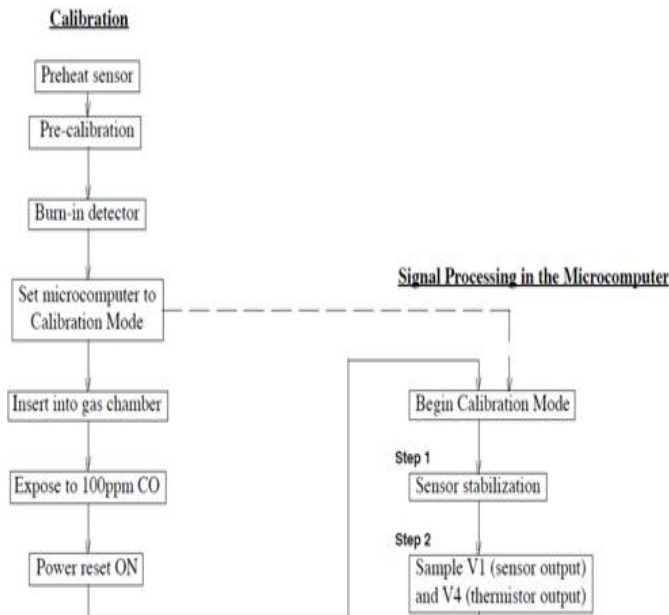 Calibration
Preheat sensor
Pre-calibration
Burn-in detector
Set microcomputer to
Calibration Mode
Insert into gas chamber
Expose to 100ppm CO
Power reset ON
Signal Processing in the Microcomputer
Begin Calibration Mode
Step 1
Sensor stabilization
Step 2
Sample V1 (sensor output)
and V4 (thermistor output)